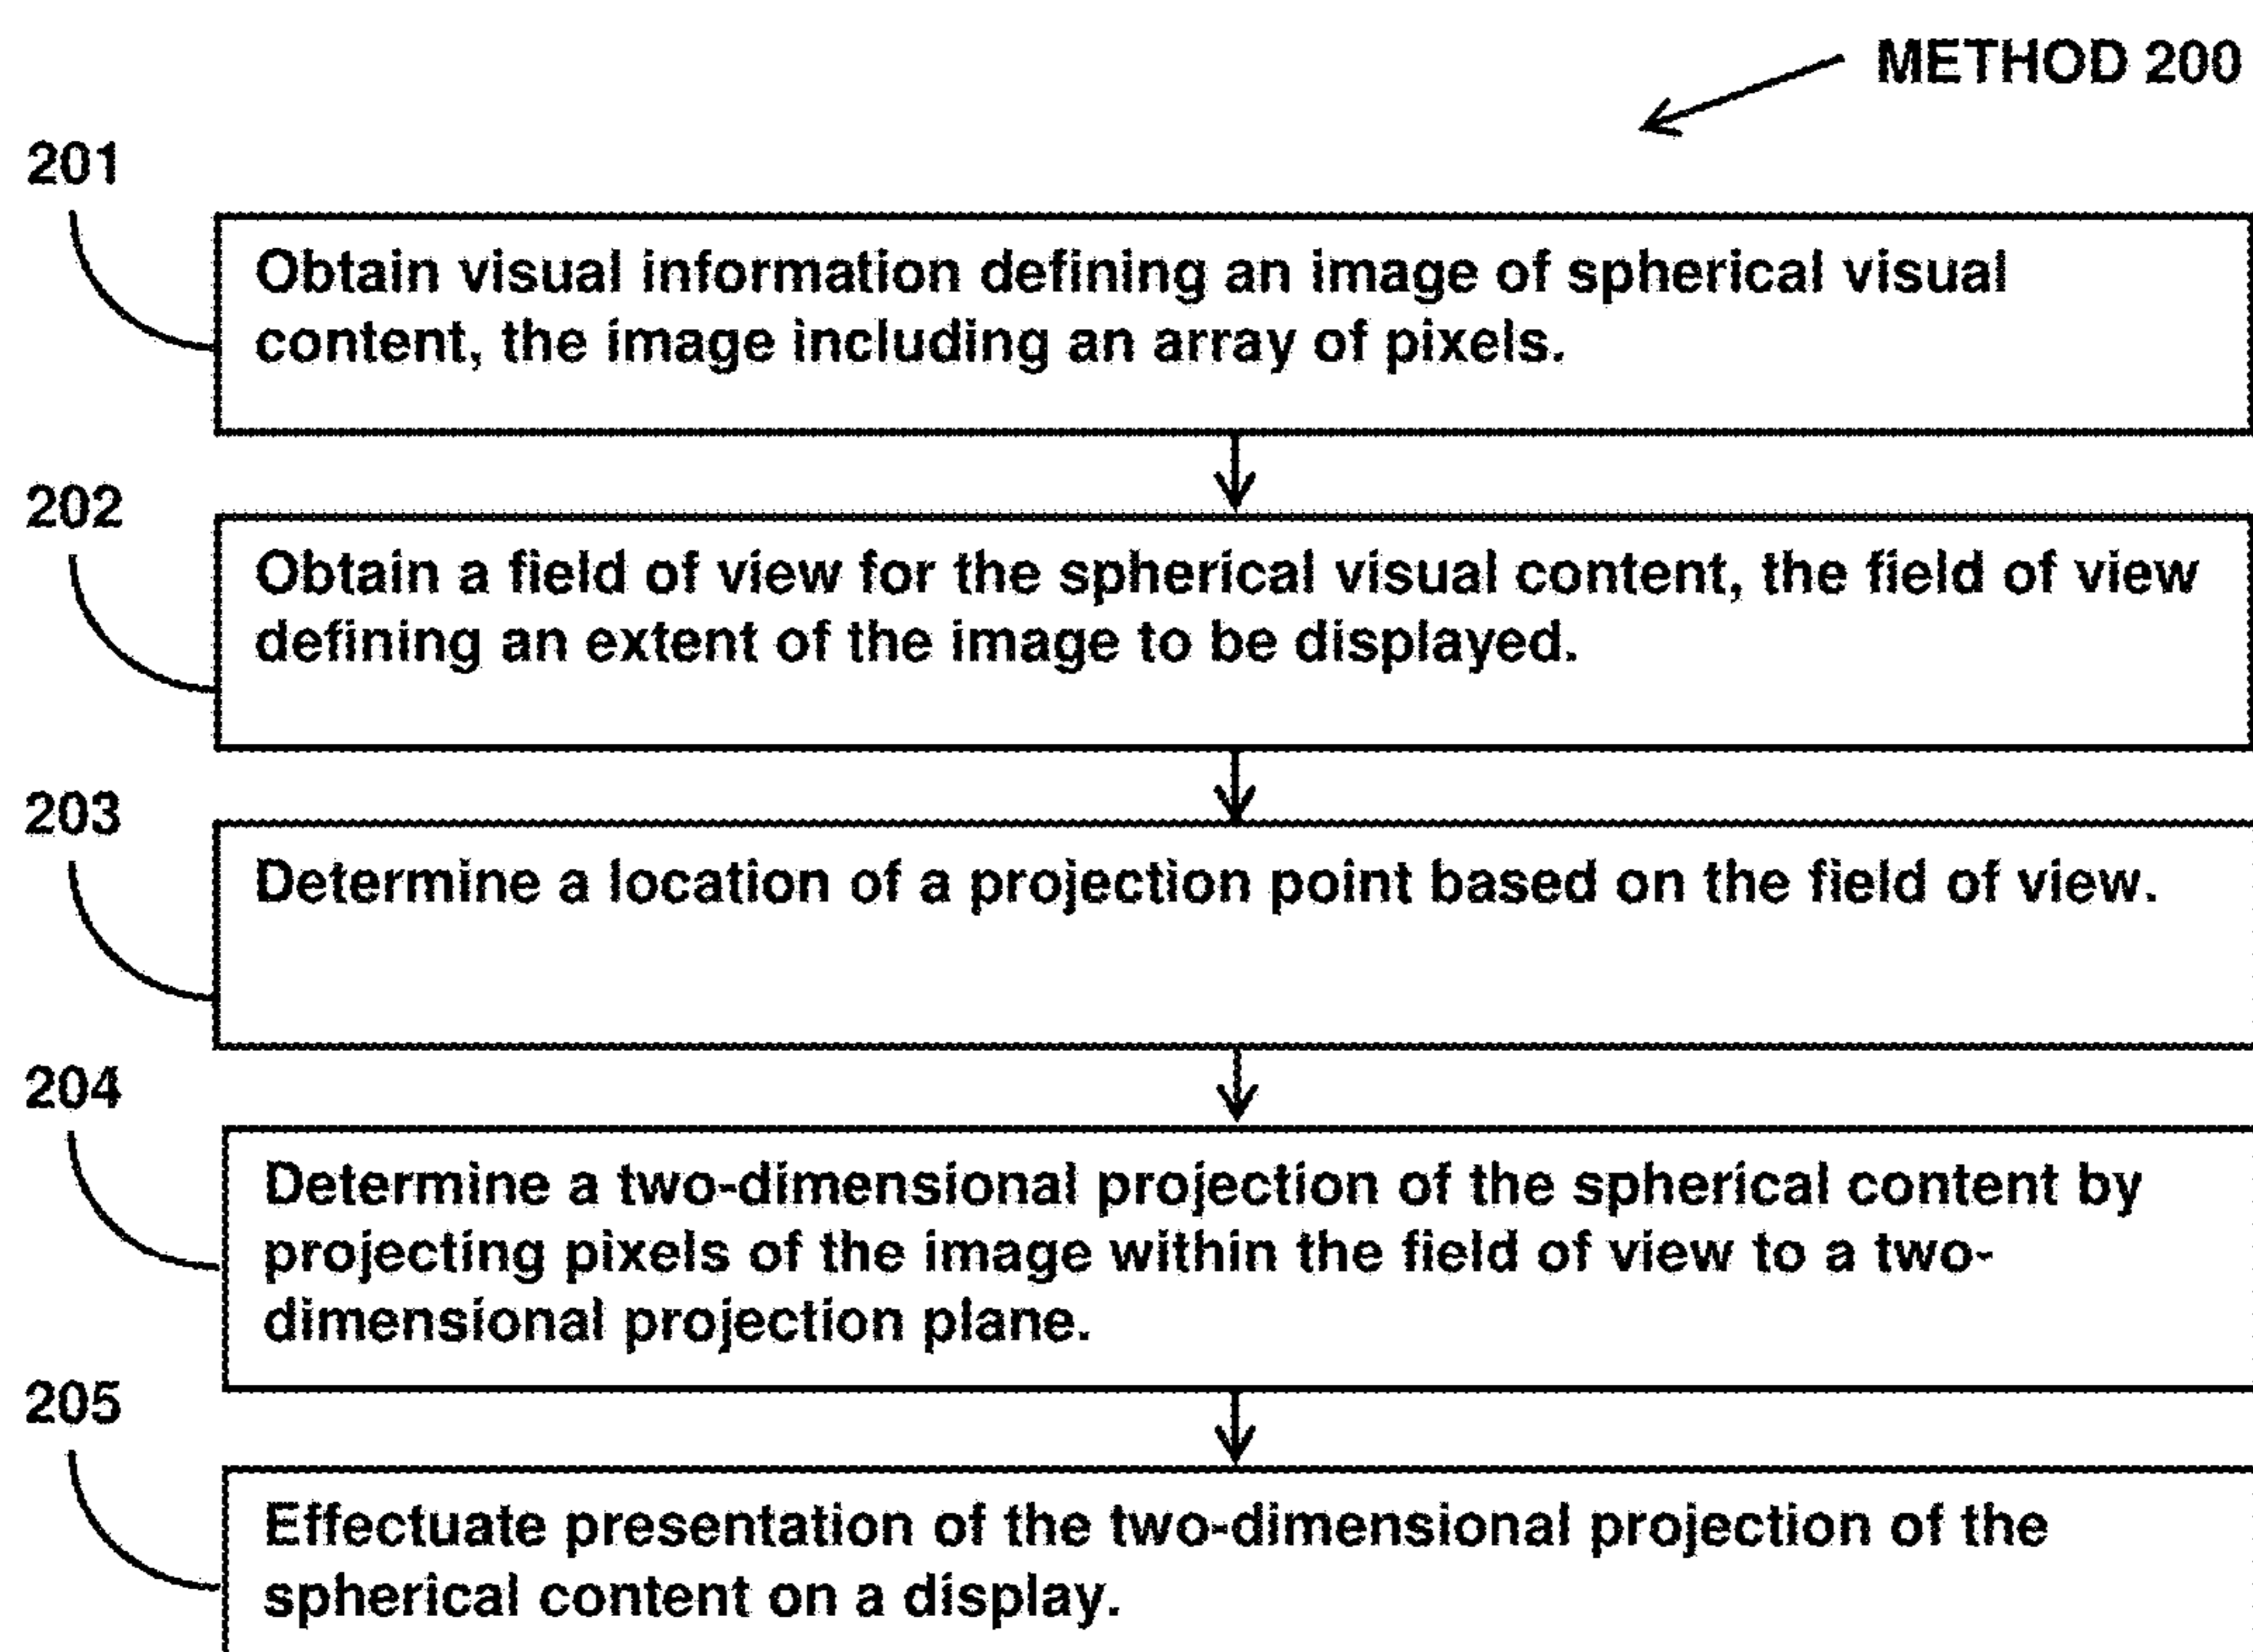 METHOD 200
201
Obtain visual information defining an image of spherical visual
content, the image including an array of pixels.
202
Obtain a field of view for the spherical visual content, the field of view
defining an extent of the image to be displayed.
203
Determine a location of a projection point based on the field of view.
204
Determine a two-dimensional projection of the spherical content by
projecting pixels of the image within the field of view to a two-
dimensional projection plane.
205
Effectuate presentation of the two-dimensional projection of the
spherical content on a display.